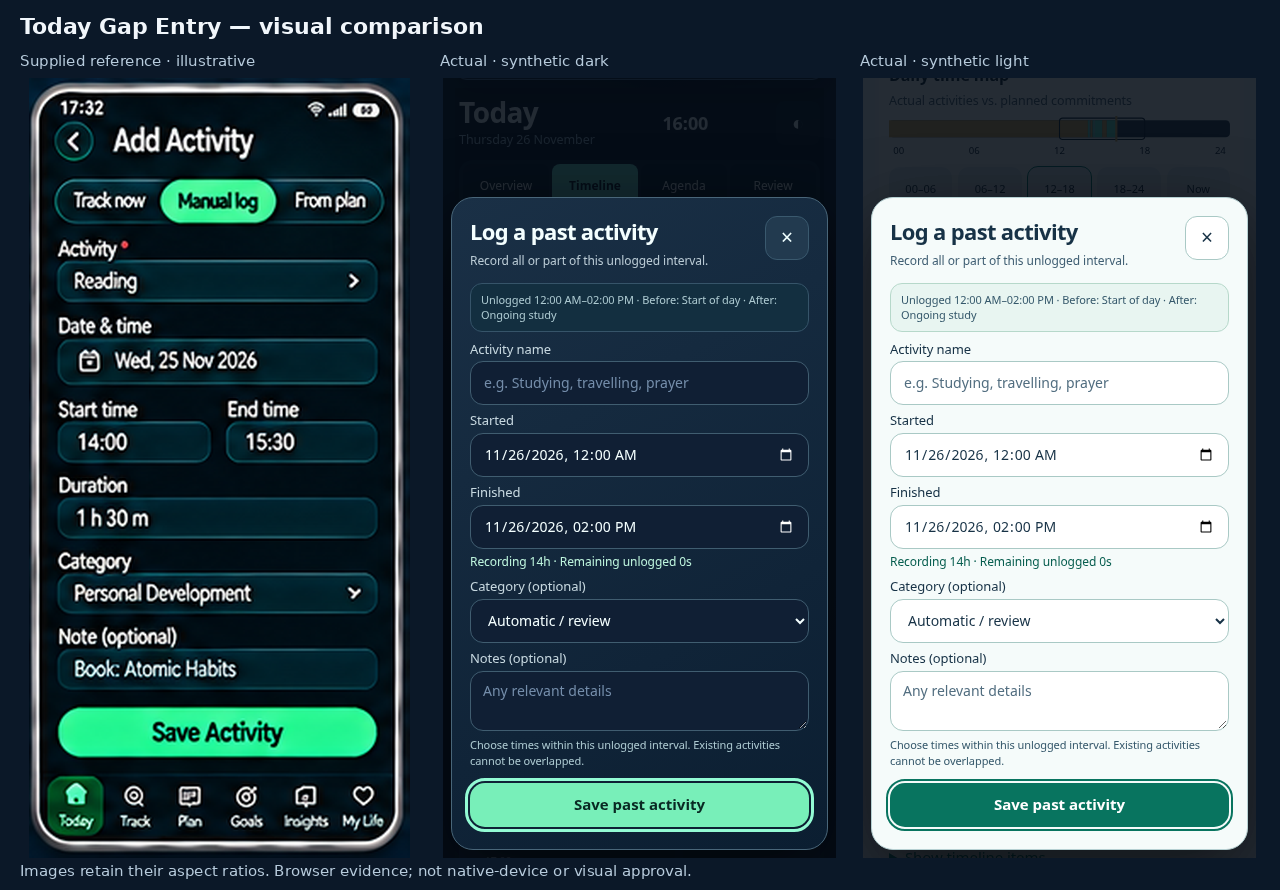 Today Gap Entry — visual comparison
Supplied reference · illustrative
17:32
Add Activity
Track now
Manual log
From plan
Activity *
Reading
Date & time
Wed, 25 Nov 2026
Start time
End time
14:00
15:30
Duration
1 h 30 m
Category
Personal Development
Note (optional)
Book: Atomic Habits
Save Activity
Today
Track
Plan
Goals
Insights
My Life
Actual · synthetic dark
Today
Thursday 26 November
16:00
Overview
Timeline
Agenda
Review
Log a past activity
×
Record all or part of this unlogged interval.
Unlogged 12:00 AM–02:00 PM · Before: Start of day · After:
Ongoing study
Activity name
e.g. Studying, travelling, prayer
Started
11/26/2026, 12:00 AM
Finished
11/26/2026, 02:00 PM
Recording 14h · Remaining unlogged 0s
Category (optional)
Automatic / review
Notes (optional)
Any relevant details
Choose times within this unlogged interval. Existing activities
cannot be overlapped.
Save past activity
Actual · synthetic light
Daily time map
Actual activities vs. planned commitments
00
06
12
18
24
00–06
06–12
12–18
18–24
Now
Log a past activity
×
Record all or part of this unlogged interval.
Unlogged 12:00 AM–02:00 PM · Before: Start of day · After:
Ongoing study
Activity name
e.g. Studying, travelling, prayer
Started
11/26/2026, 12:00 AM
Finished
11/26/2026, 02:00 PM
Recording 14h · Remaining unlogged 0s
Category (optional)
Automatic / review
Notes (optional)
Any relevant details
Choose times within this unlogged interval. Existing activities
cannot be overlapped.
Save past activity
Show timeline items
Images retain their aspect ratios. Browser evidence; not native-device or visual approval.